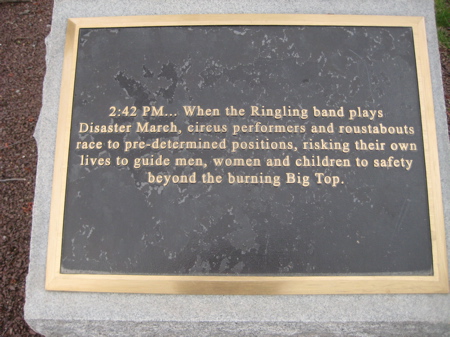 2:42 PM... When the Ringling band plays
Disaster March, circus performers and roustabouts
race to pre-determined positions, risking their own
lives to guide men, women and children to safety
beyond the burning Big Top.